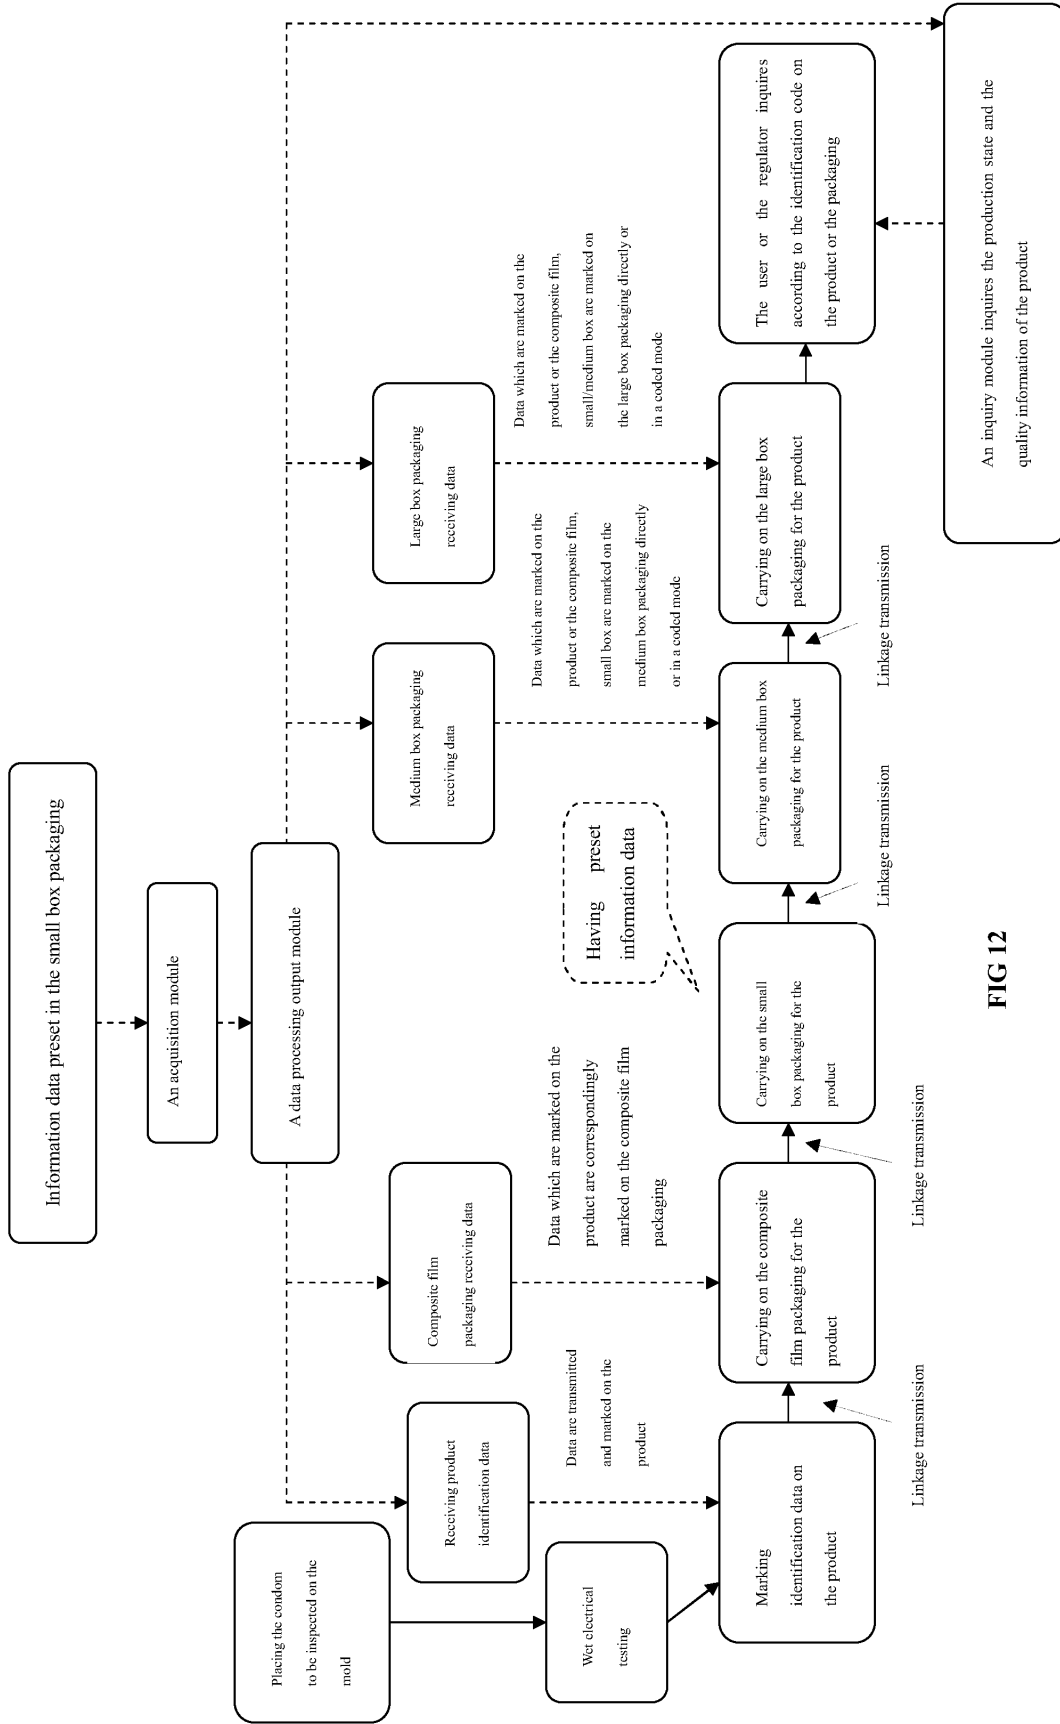 Information data preset in the small box packaging
An acquisition module
A data processing output module
Placing the condom
to be inspected on the
mold
Receiving product
identification data
Composite film
packaging receiving data
Medium box packaging
receiving data
Large box packaging
receiving data
Wet electrical
testing
Data are transmitted
and marked on the
product
Data which are marked on the
product are correspondingly
marked on the composite film
packaging
Having preset
information data
Data which are marked on the
product or the composite film,
small box are marked on the
medium box packaging directly
or in a coded mode
Data which are marked on the
product or the composite film,
small/medium box are marked on
the large box packaging directly or
in a coded mode
Marking
identification data on
the product
Carrying on the composite
film packaging for the
product
Carrying on the small
box packaging for the
product
Carrying on the medium box
packaging for the product
Carrying on the large box
packaging for the product
The user or the regulator inquires
according to the identification code on
the product or the packaging
Linkage transmission
Linkage transmission
Linkage transmission
Linkage transmission
An inquiry module inquires the production state and the
quality information of the product
FIG 12